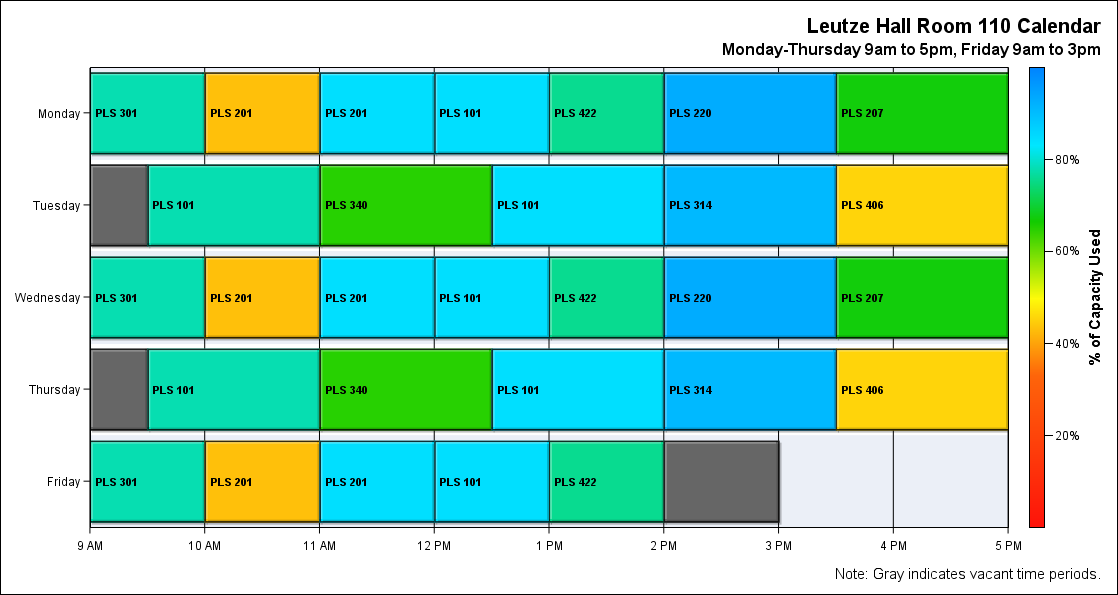 Leutze Hall Room 110 Calendar
Monday-Thursday 9am to 5pm, Friday 9am to 3pm
Monday
PLS 301 PLS 201 PLS 201 PLS 101 PLS 422 PLS 220 PLS 207
Tuesday
PLS 101 PLS 340 PLS 101 PLS 314 PLS 406
Wednesday
PLS 301 PLS 201 PLS 201 PLS 101 PLS 422 PLS 220 PLS 207
Thursday
PLS 101 PLS 340 PLS 101 PLS 314 PLS 406
Friday
PLS 301 PLS 201 PLS 201 PLS 101 PLS 422
9 AM 10 AM 11 AM 12 PM 1 PM 2 PM 3 PM 4 PM 5 PM
80%
60%
40%
20%
% of Capacity Used
Note: Gray indicates vacant time periods.